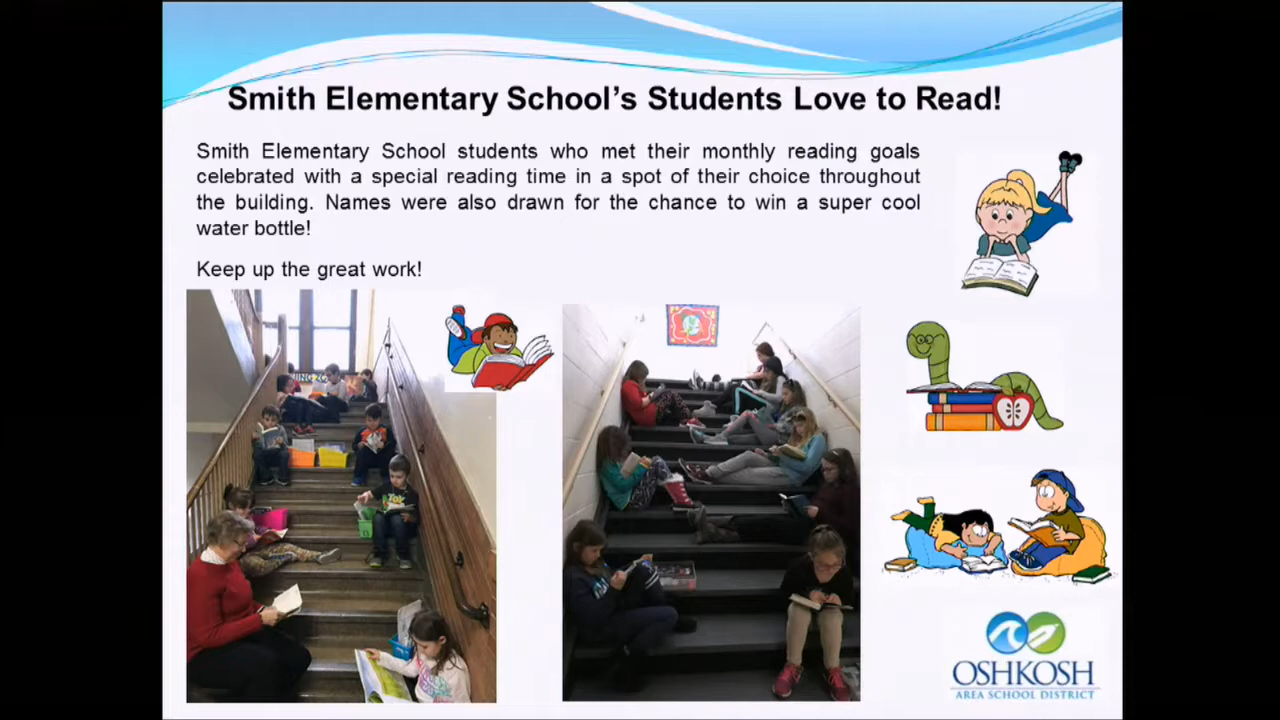 Smith Elementary School's Students Love to Read!
Smith Elementary School students who met their monthly reading goals
celebrated with a special reading time in a spot of their choice throughout
the building. Names were also drawn for the chance to win a super cool
water bottle!
Keep up the great work!
OSHKOSH
AREA SCHOOL DISTRICT